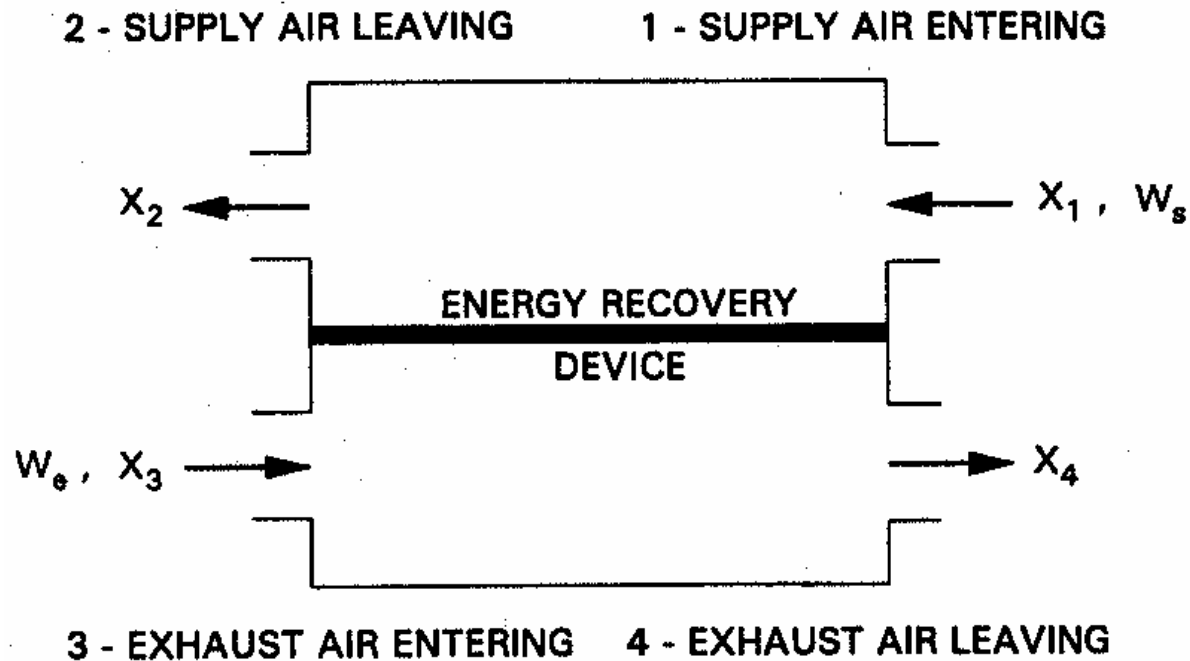 2 - SUPPLY AIR LEAVING 1 - SUPPLY AIR ENTERING
X₂ X₁ , Wₛ
ENERGY RECOVERY
DEVICE
Wₑ , X₃ X₄
3 - EXHAUST AIR ENTERING 4 - EXHAUST AIR LEAVING